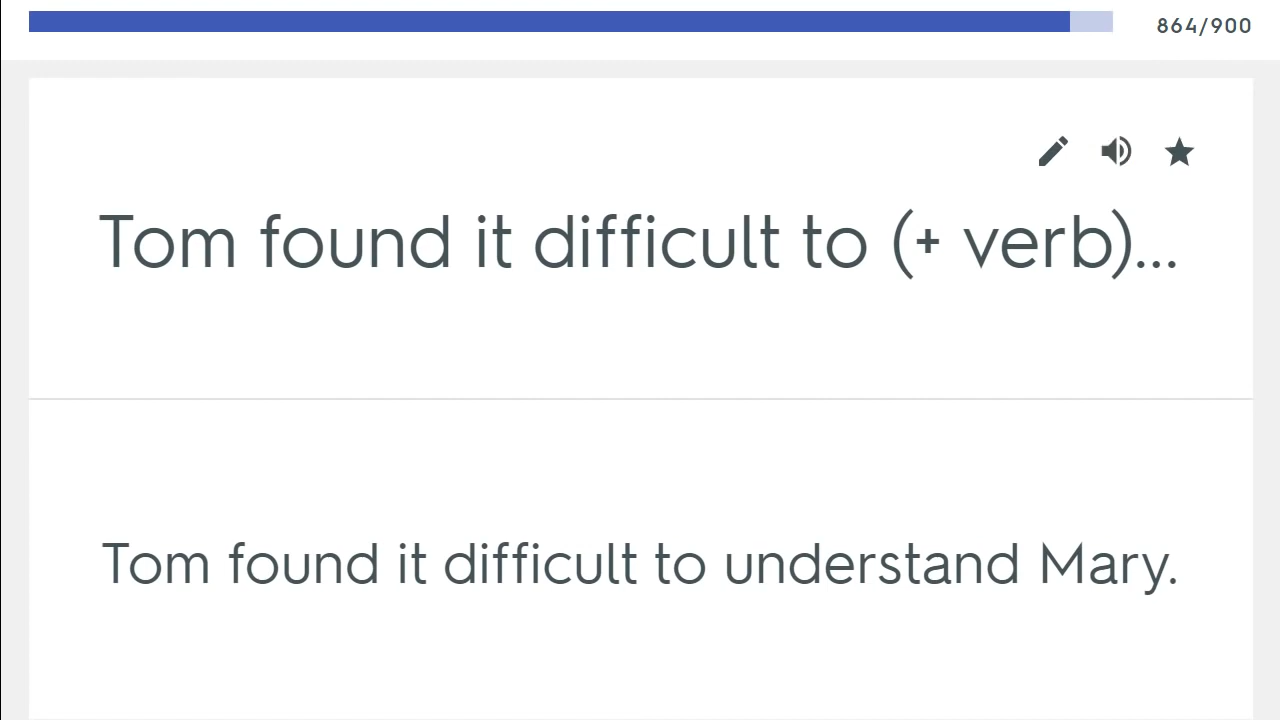 864/900
Tom found it difficult to (+ verb)...
Tom found it difficult to understand Mary.